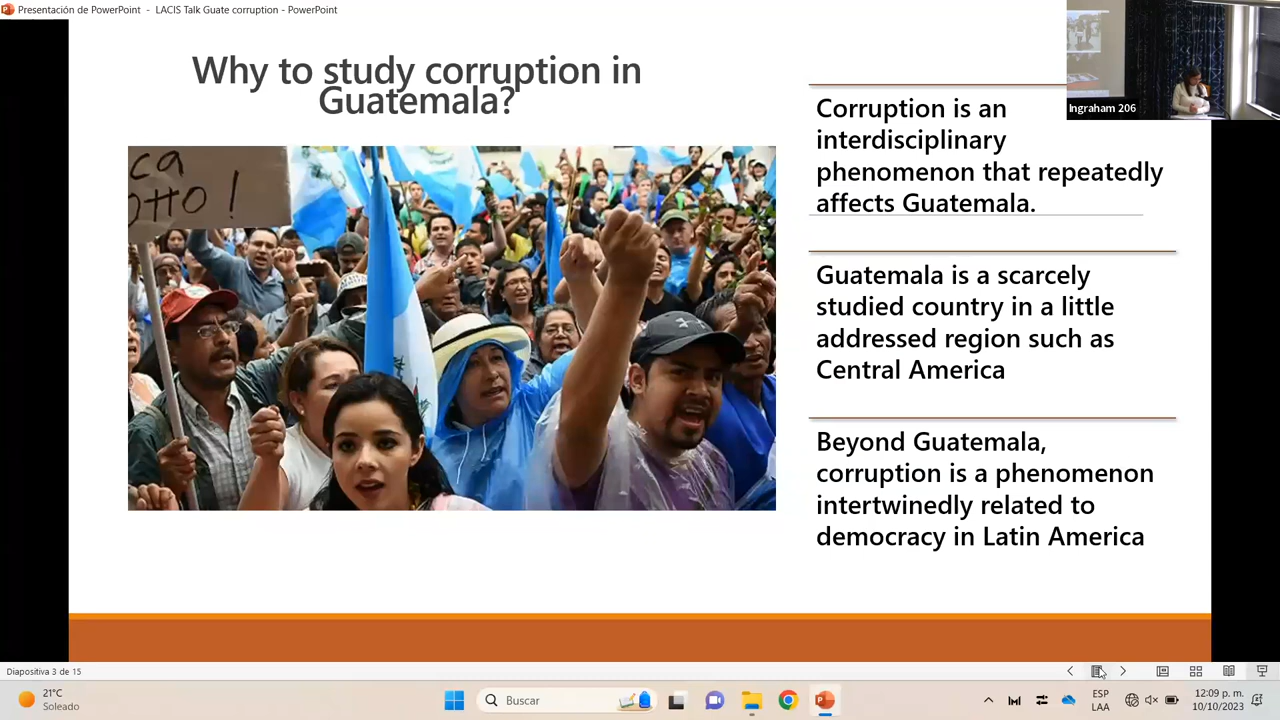 Presentación de PowerPoint - LACIS Talk Guate corruption - PowerPoint
Why to study corruption in
Guatemala?
ca
otto !
Ingraham 206
Corruption is an
interdisciplinary
phenomenon that repeatedly
affects Guatemala.
Guatemala is a scarcely
studied country in a little
addressed region such as
Central America
Beyond Guatemala,
corruption is a phenomenon
intertwinedly related to
democracy in Latin America
Diapositiva 3 de 15
21°C
Soleado
Buscar
ESP
LAA
12:09 p. m.
10/10/2023